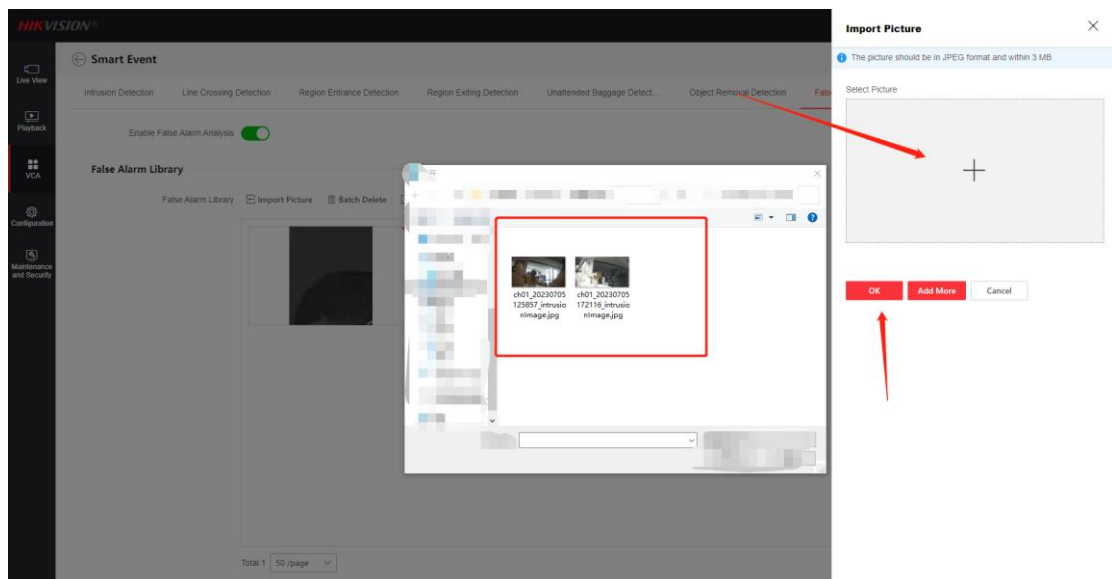 HIKVISION®
Live View
Playback
VCA
Configuration
Maintenance
and Security
Smart Event
Intrusion Detection
Line Crossing Detection
Region Entrance Detection
Region Exiting Detection
Unattended Baggage Detect...
Object Removal Detection
Enable False Alarm Analysis
False Alarm Library
False Alarm Library
Import Picture
Batch Delete
ch01_20230705
125857_intrusio
nImage.jpg
ch01_20230705
172116_intrusio
nImage.jpg
Total 1
50 /page
Import Picture
The picture should be in JPEG format and within 3 MB.
Select Picture
OK
Add More
Cancel